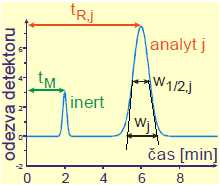 t_R,j
analyt j
t_M
inert
w_1/2,j
w_j
odezva detektoru
čas [min]
8
6
4
2
0
0 2 4 6 8